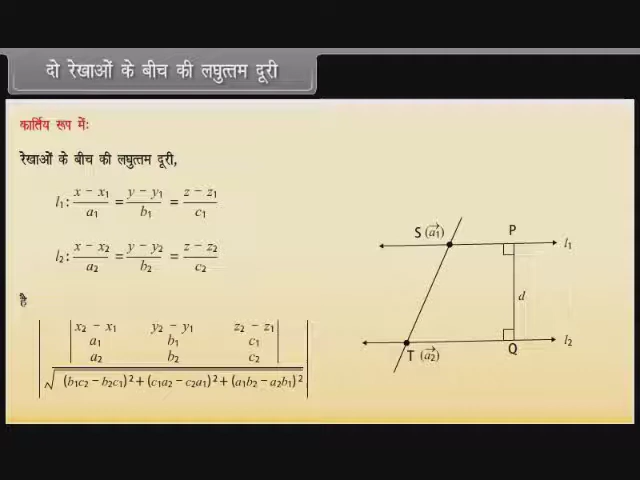 दो रेखाओं के बीच की लघुत्तम दूरी
कार्तिय रूप में:
रेखाओं के बीच की लघुत्तम दूरी,
l₁: (x − x₁)/a₁ = (y − y₁)/b₁ = (z − z₁)/c₁
l₂: (x − x₂)/a₂ = (y − y₂)/b₂ = (z − z₂)/c₂
है
x₂ − x₁ y₂ − y₁ z₂ − z₁
a₁ b₁ c₁
a₂ b₂ c₂
√(b₁c₂ − b₂c₁)² + (c₁a₂ − c₂a₁)² + (a₁b₂ − a₂b₁)²
S (a₁→) P l₁
d
T (a₂→) Q l₂